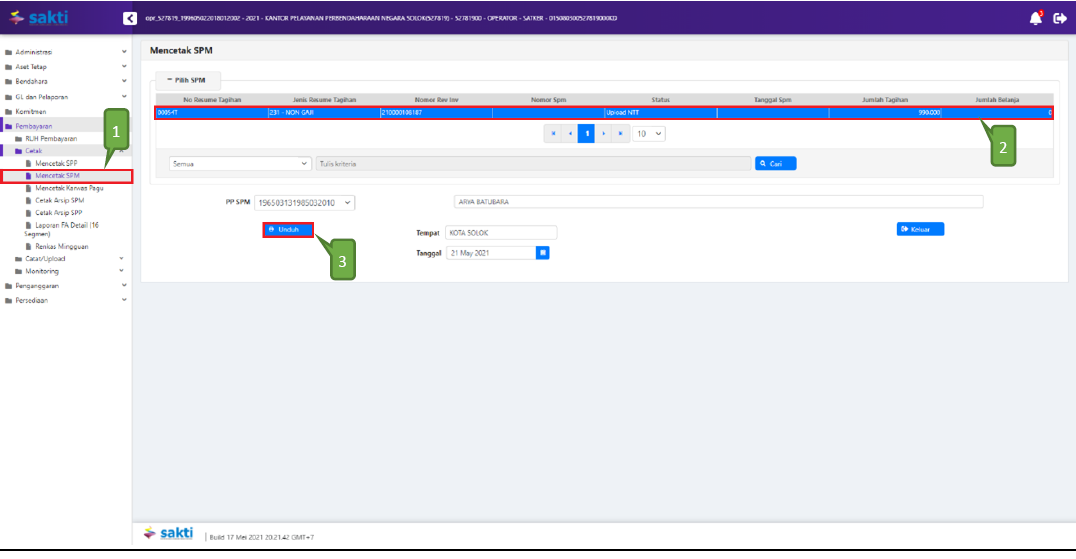 sakti
opr_527819_199605022018012002 - 2021 - KANTOR PELAYANAN PERBENDAHARAAN NEGARA SOLOK(527819) - 52781900 - OPERATOR - SATKER - 015080500527819000KD
Mencetak SPM
Administrasi
Aset Tetap
Bendahara
GL dan Pelaporan
Komitmen
Pembayaran
RUH Pembayaran
Cetak
Mencetak SPP
Mencetak SPM
Mencetak Karwas Pagu
Cetak Arsip SPM
Cetak Arsip SPP
Laporan FA Detail (16
Segmen)
Renkas Mingguan
Catat/Upload
Monitoring
Penganggaran
Persediaan
1
− Pilih SPM
No Resume Tagihan Jenis Resume Tagihan Nomor Rev Inv Nomor Spm Status Tanggal Spm Jumlah Tagihan Jumlah Belanja
00054T 231 - NON GAJI 210000106187 Upload NTT 990.000 0
1 10
2
Semua Tulis kriteria Cari
PP SPM 196503131985032010 ARYA BATUBARA
Unduh Tempat KOTA SOLOK Keluar
3
Tanggal 21 May 2021
sakti | Build 17 Mei 2021 20:21:42 GMT+7